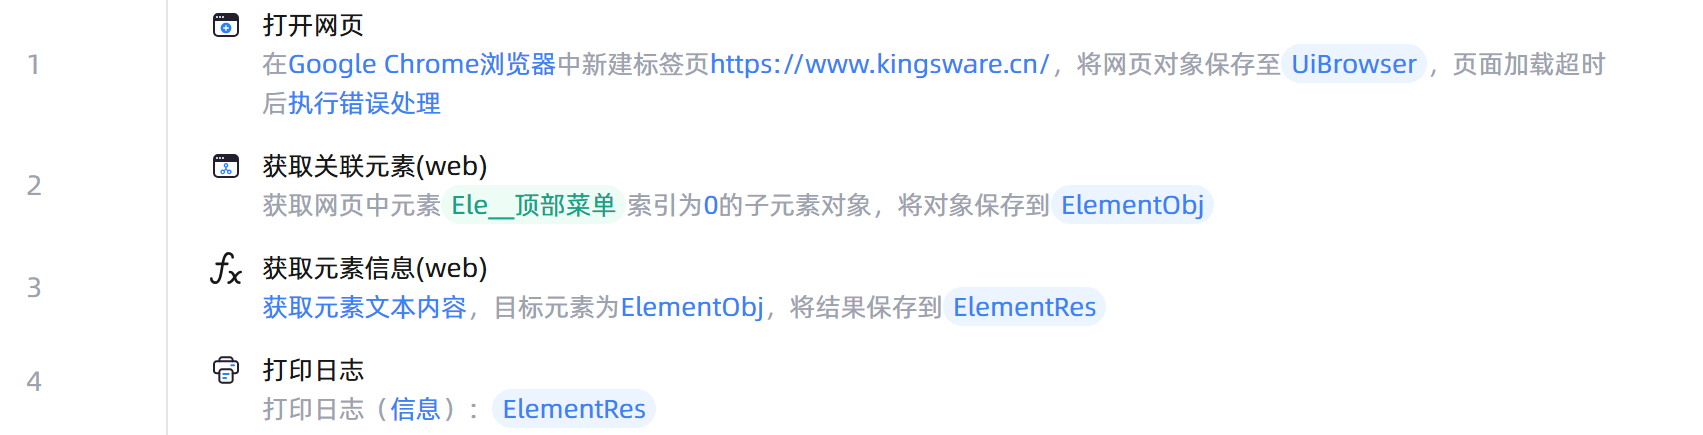 打开网页
1
在Google Chrome浏览器中新建标签页https://www.kingsware.cn/，将网页对象保存至 UiBrowser ，页面加载超时
后执行错误处理
获取关联元素(web)
2
获取网页中元素 Ele__顶部菜单 索引为0的子元素对象，将对象保存到 ElementObj
获取元素信息(web)
3
获取元素文本内容，目标元素为ElementObj，将结果保存到 ElementRes
打印日志
4
打印日志（信息）： ElementRes